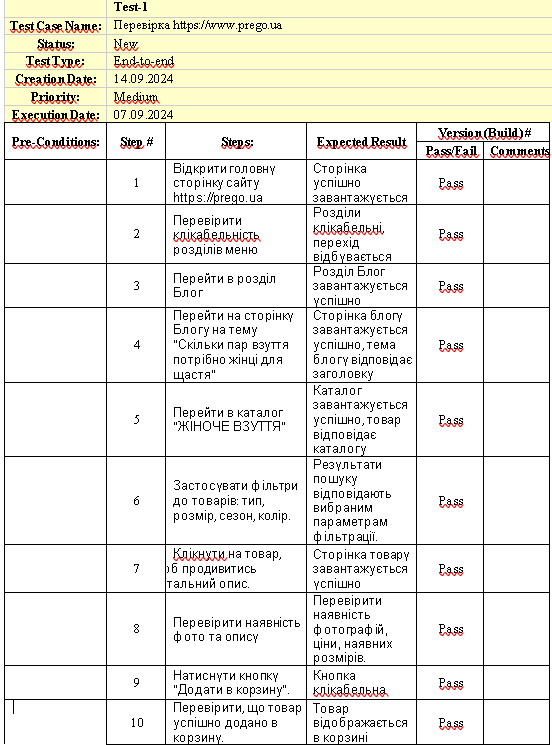 Test-1
Test Case Name: Перевірка https://www.prego.ua
Status: New
Test Type: End-to-end
Creation Date: 14.09.2024
Priority: Medium
Execution Date: 07.09.2024
Pre-Conditions: Step # Steps: Expected Result Version(Build)#
Pass/Fail Comments
1 Відкрити головну сторінку сайту https://prego.ua Сторінка успішно завантажується Pass
2 Перевірити клікабельність розділів меню Розділи клікабельні, перехід відбувається Pass
3 Перейти в розділ Блог Розділ Блог завантажується успішно Pass
4 Перейти на сторінку Блогу на тему "Скільки пар взуття потрібно жінці для щастя" Сторінка блогу завантажується успішно, тема блогу відповідає заголовку Pass
5 Перейти в каталог "ЖІНОЧЕ ВЗУТТЯ" Каталог завантажується успішно, товар відповідає каталогу Pass
6 Застосувати фільтри до товарів: тип, розмір, сезон, колір. Результати пошуку відповідають вибраним параметрам фільтрації. Pass
7 Клікнути на товар, об продивитись тальний опис. Сторінка товару завантажується успішно Pass
8 Перевірити наявність фото та опису Перевірити наявність фотографій, ціни, наявних розмірів. Pass
9 Натиснути кнопку "Додати в корзину". Кнопка клікабельна Pass
10 Перевірити, що товар успішно додано в корзину. Товар відображається в корзині Pass